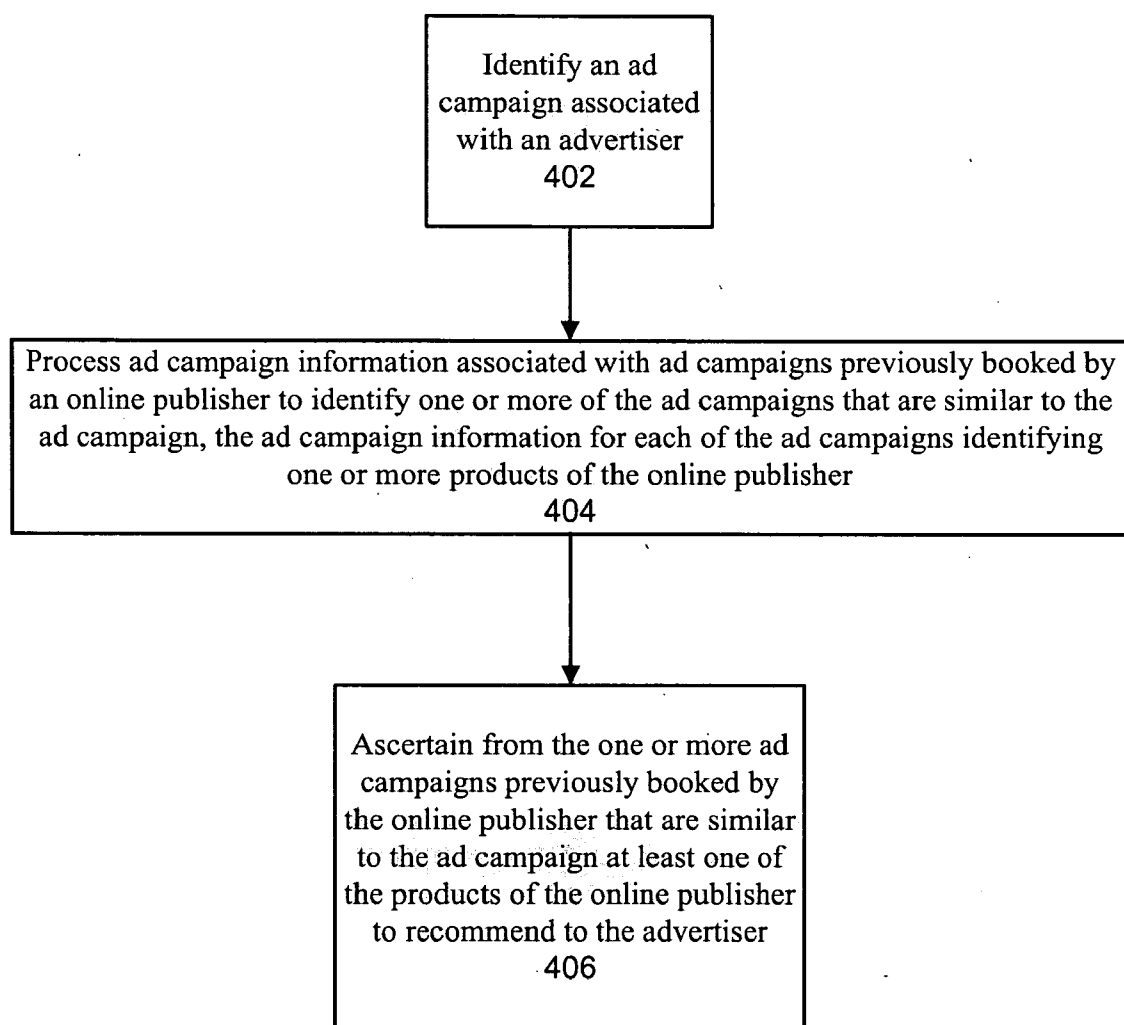 Identify an ad
campaign associated
with an advertiser
402
Process ad campaign information associated with ad campaigns previously booked by
an online publisher to identify one or more of the ad campaigns that are similar to the
ad campaign, the ad campaign information for each of the ad campaigns identifying
one or more products of the online publisher
404
Ascertain from the one or more ad
campaigns previously booked by
the online publisher that are similar
to the ad campaign at least one of
the products of the online publisher
to recommend to the advertiser
406